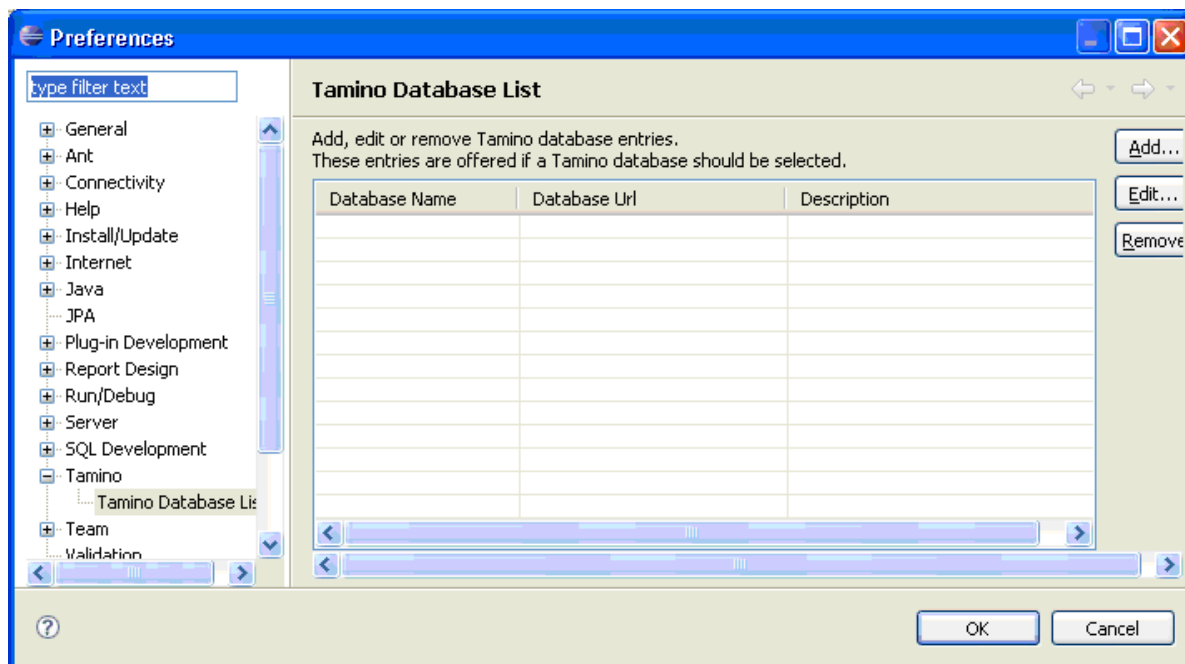 Preferences
type filter text
General
Ant
Connectivity
Help
Install/Update
Internet
Java
JPA
Plug-in Development
Report Design
Run/Debug
Server
SQL Development
Tamino
Tamino Database Lis
Team
Validation
Tamino Database List
Add, edit or remove Tamino database entries.
These entries are offered if a Tamino database should be selected.
Database Name Database Url Description
Add...
Edit...
Remove
OK Cancel